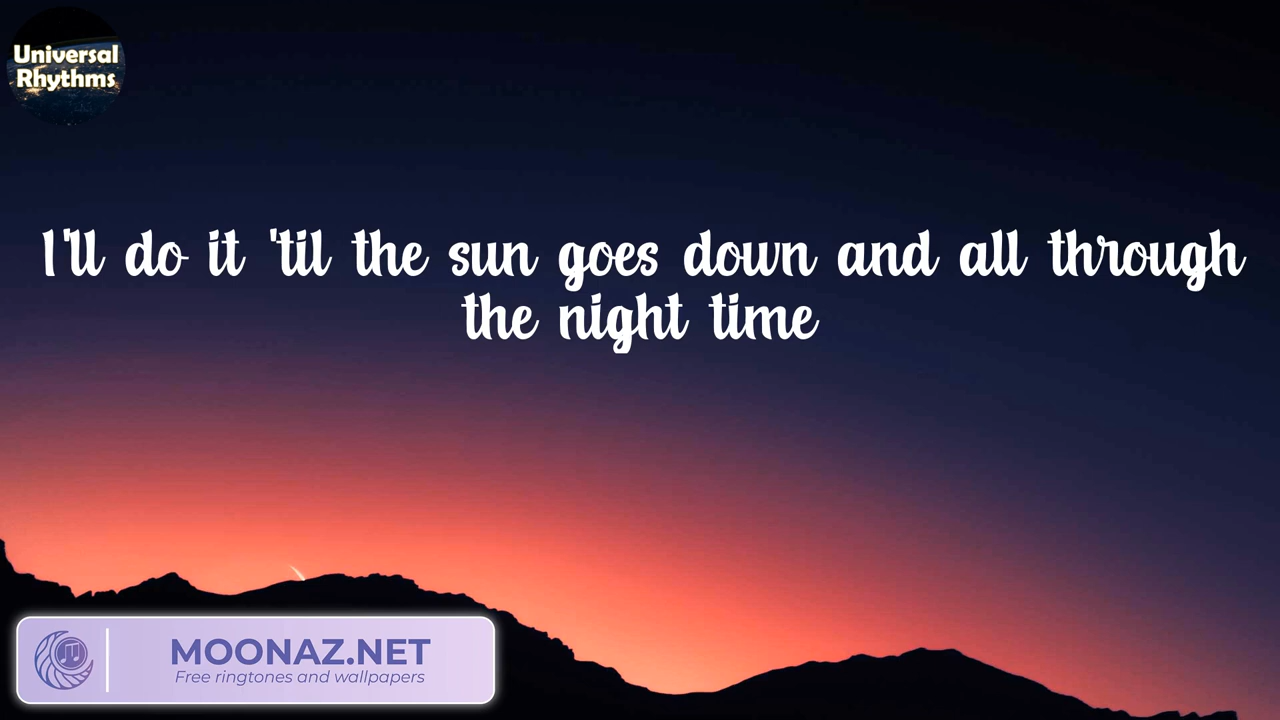 Universal
Rhythms
I'll do it 'til the sun goes down and all through
the night time
MOONAZ.NET
Free ringtones and wallpapers